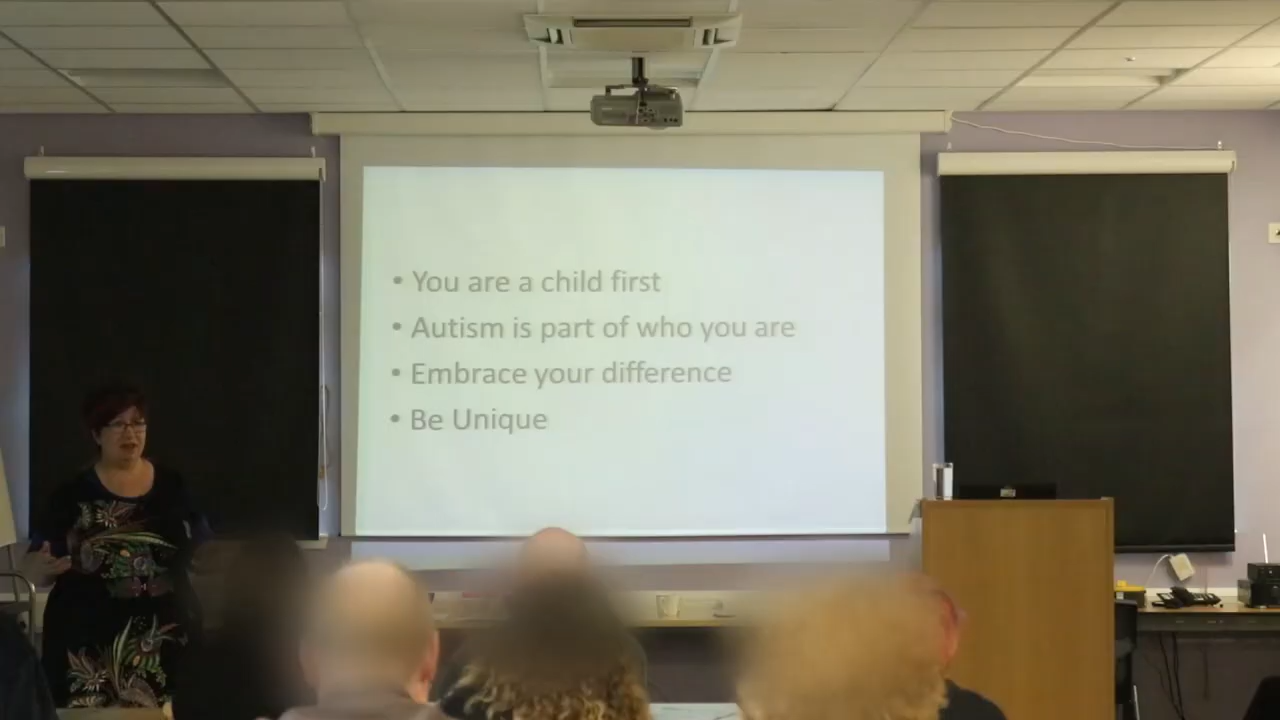 • You are a child first
• Autism is part of who you are
• Embrace your difference
• Be Unique